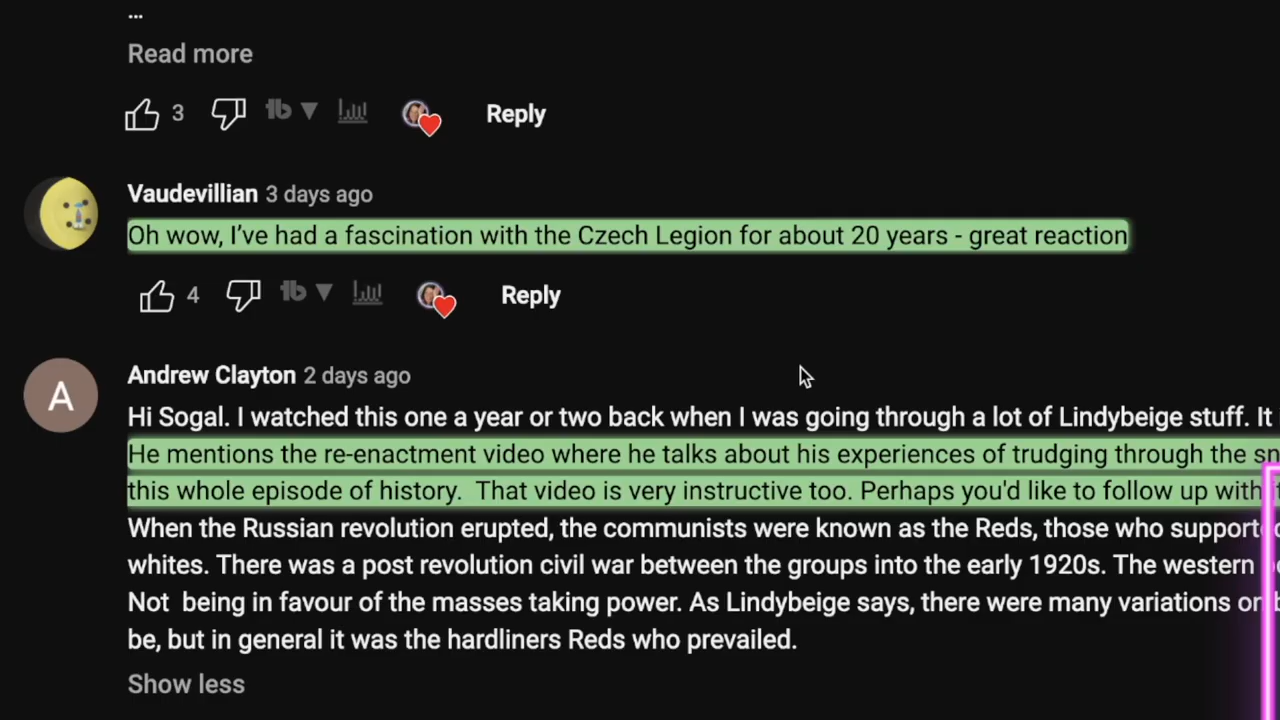 ...
Read more
3
Reply
Vaudevillian 3 days ago
Oh wow, I’ve had a fascination with the Czech Legion for about 20 years - great reaction
4
Reply
A
Andrew Clayton 2 days ago
Hi Sogal. I watched this one a year or two back when I was going through a lot of Lindybeige stuff. It
He mentions the re-enactment video where he talks about his experiences of trudging through the sn
this whole episode of history.  That video is very instructive too. Perhaps you'd like to follow up with
When the Russian revolution erupted, the communists were known as the Reds, those who supporte
whites. There was a post revolution civil war between the groups into the early 1920s. The western
Not  being in favour of the masses taking power. As Lindybeige says, there were many variations on
be, but in general it was the hardliners Reds who prevailed.
Show less